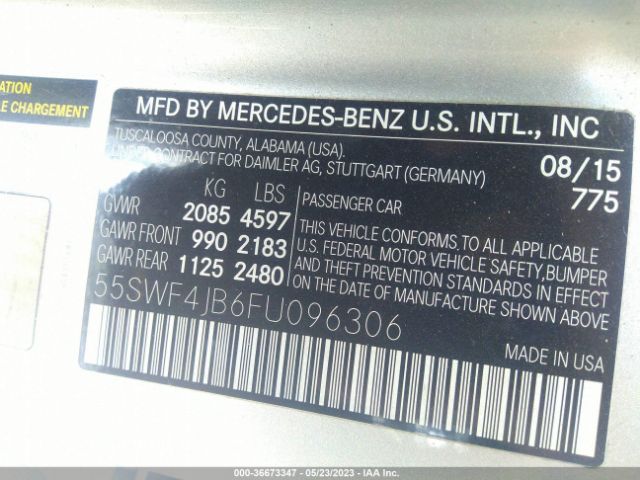 ATION
E CHARGEMENT
MFD BY MERCEDES-BENZ U.S. INTL., INC
TUSCALOOSA COUNTY, ALABAMA (USA).
UNDER CONTRACT FOR DAIMLER AG, STUTTGART (GERMANY)
08/15
775
KG LBS
GVWR 2085 4597
GAWR FRONT 990 2183
GAWR REAR 1125 2480
PASSENGER CAR
THIS VEHICLE CONFORMS TO ALL APPLICABLE
U.S. FEDERAL MOTOR VEHICLE SAFETY, BUMPER
AND THEFT PREVENTION STANDARDS IN EFFECT
ON THE DATE OF MANUFACTURE SHOWN ABOVE
55SWF4JB6FU096306
MADE IN USA
000-36673347 --- 05/23/2023 --- IAA Inc.